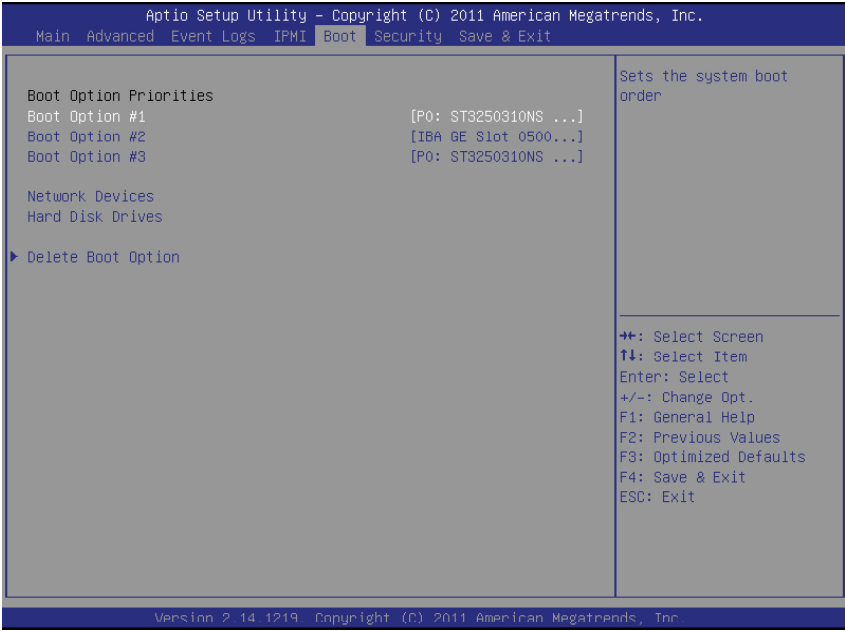 Aptio Setup Utility – Copyright (C) 2011 American Megatrends, Inc.
Main Advanced Event Logs IPMI Boot Security Save & Exit
Boot Option Priorities
Boot Option #1 [P0: ST3250310NS ...]
Boot Option #2 [IBA GE Slot 0500...]
Boot Option #3 [P0: ST3250310NS ...]
Network Devices
Hard Disk Drives
Delete Boot Option
Sets the system boot
order
: Select Screen
↑↓: Select Item
Enter: Select
+/-: Change Opt.
F1: General Help
F2: Previous Values
F3: Optimized Defaults
F4: Save & Exit
ESC: Exit
Version 2.14.1219. Copyright (C) 2011 American Megatrends, Inc.